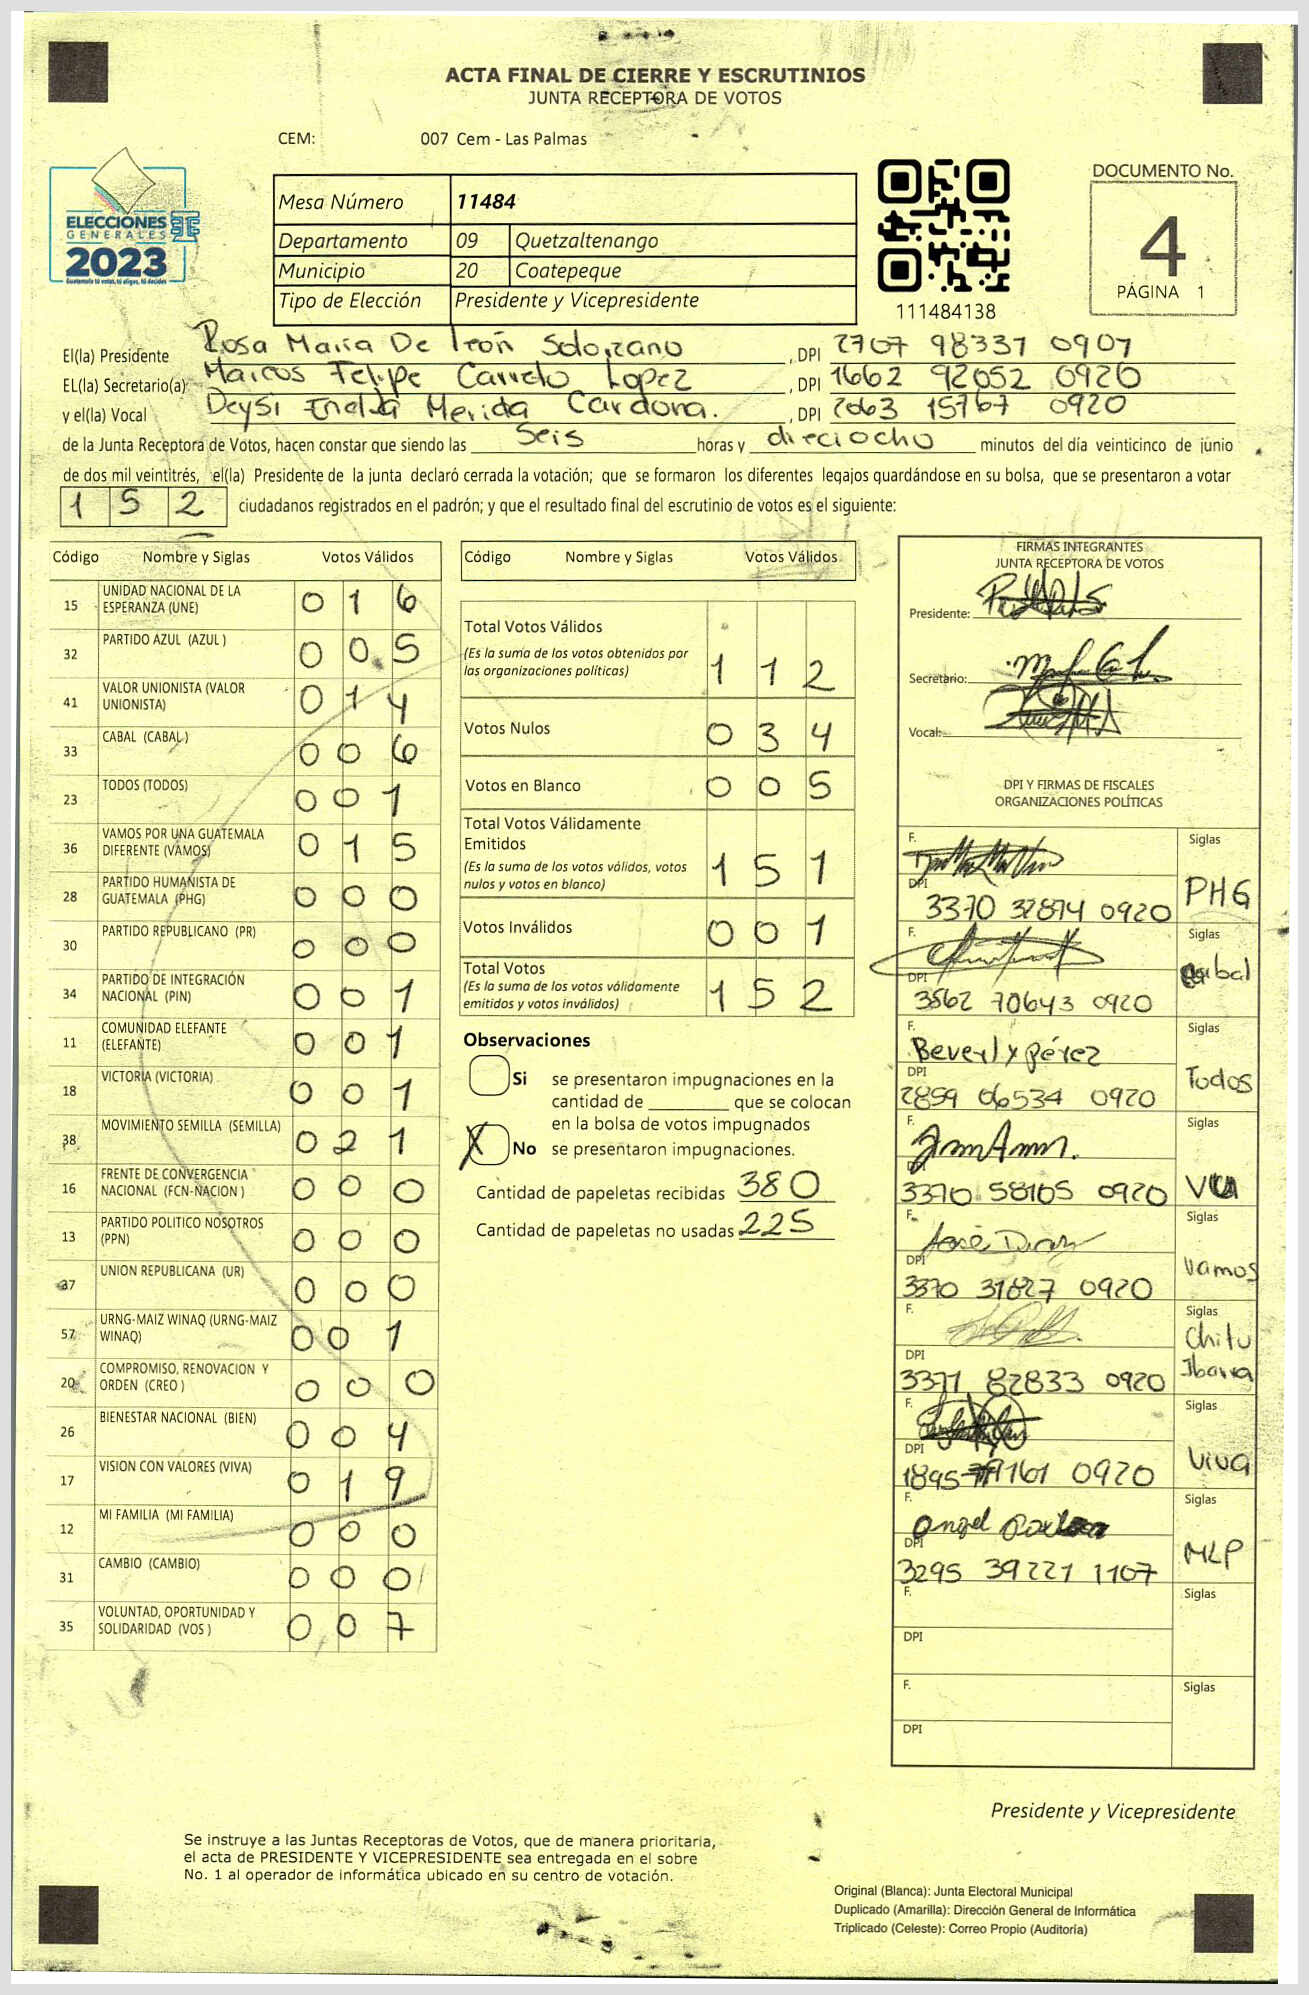 ACTA FINAL DE CIERRE Y ESCRUTINIOS
JUNTA RECEPTORA DE VOTOS
CEM: 007 Cem - Las Palmas
ELECCIONES
GENERALES
2023
Guatemala tú votas, tú eliges, tú decides
Mesa Número 11484
Departamento 09 Quetzaltenango
Municipio 20 Coatepeque
Tipo de Elección Presidente y Vicepresidente
111484138
DOCUMENTO No.
4
PÁGINA 1
El(la) Presidente Rosa Maria De león Solorzano, DPI 2707 98331 0901
EL(la) Secretario(a) Marcos Felipe Carreto Lopez, DPI 1662 92052 0920
y el(la) Vocal Deysi Merida Cardona., DPI 2063 15767 0920
de la Junta Receptora de Votos, hacen constar que siendo las Seis horas y dieciocho minutos del día veinticinco de junio
de dos mil veintitrés, el(la) Presidente de la junta declaró cerrada la votación; que se formaron los diferentes legajos guardándose en su bolsa, que se presentaron a votar
1 5 2 ciudadanos registrados en el padrón; y que el resultado final del escrutinio de votos es el siguiente:
Código Nombre y Siglas Votos Válidos
15 UNIDAD NACIONAL DE LA ESPERANZA (UNE) 0 1 6
32 PARTIDO AZUL (AZUL ) 0 0 5
41 VALOR UNIONISTA (VALOR UNIONISTA) 0 1 4
33 CABAL (CABAL ) 0 0 6
23 TODOS (TODOS) 0 0 1
36 VAMOS POR UNA GUATEMALA DIFERENTE (VAMOS) 0 1 5
28 PARTIDO HUMANISTA DE GUATEMALA (PHG) 0 0 0
30 PARTIDO REPUBLICANO (PR) 0 0 0
34 PARTIDO DE INTEGRACIÓN NACIONAL (PIN) 0 0 1
11 COMUNIDAD ELEFANTE (ELEFANTE) 0 0 1
18 VICTORIA (VICTORIA) 0 0 1
38 MOVIMIENTO SEMILLA (SEMILLA) 0 2 1
16 FRENTE DE CONVERGENCIA NACIONAL (FCN-NACION ) 0 0 0
13 PARTIDO POLITICO NOSOTROS (PPN) 0 0 0
37 UNION REPUBLICANA (UR) 0 0 0
57 URNG-MAIZ WINAQ (URNG-MAIZ WINAQ) 0 0 1
20 COMPROMISO, RENOVACION Y ORDEN (CREO ) 0 0 0
26 BIENESTAR NACIONAL (BIEN) 0 0 4
17 VISION CON VALORES (VIVA) 0 1 9
12 MI FAMILIA (MI FAMILIA) 0 0 0
31 CAMBIO (CAMBIO) 0 0 0
35 VOLUNTAD, OPORTUNIDAD Y SOLIDARIDAD (VOS ) 0 0 7
Código Nombre y Siglas Votos Válidos
Total Votos Válidos
(Es la suma de los votos obtenidos por
las organizaciones políticas) 1 1 2
Votos Nulos 0 3 4
Votos en Blanco 0 0 5
Total Votos Válidamente
Emitidos
(Es la suma de los votos válidos, votos
nulos y votos en blanco) 1 5 1
Votos Inválidos 0 0 1
Total Votos
(Es la suma de los votos válidamente
emitidos y votos inválidos) 1 5 2
Observaciones
Si se presentaron impugnaciones en la
cantidad de ________ que se colocan
en la bolsa de votos impugnados
X No se presentaron impugnaciones.
Cantidad de papeletas recibidas 380
Cantidad de papeletas no usadas 225
FIRMAS INTEGRANTES
JUNTA RECEPTORA DE VOTOS
Presidente:
Secretario:
Vocal:
DPI Y FIRMAS DE FISCALES
ORGANIZACIONES POLÍTICAS
F. Siglas
DPI 3370 32874 0920 PHG
F. Siglas
DPI 3562 70643 0920 Cabal
F. Beverly Pérez Siglas
DPI 2859 06534 0920 Todos
F. Siglas
DPI 3370 58105 0920 VU
F. José Siglas
DPI 3370 31827 0920 Vamos
F. Siglas
DPI 3371 82833 0920 Chitu Ibarra
F. Siglas
DPI 1895 79161 0920 Viva
F. Angel Siglas
DPI 3295 39221 1107 MLP
F. Siglas
DPI
F. Siglas
DPI
Presidente y Vicepresidente
Se instruye a las Juntas Receptoras de Votos, que de manera prioritaria,
el acta de PRESIDENTE Y VICEPRESIDENTE sea entregada en el sobre
No. 1 al operador de informática ubicado en su centro de votación.
Original (Blanca): Junta Electoral Municipal
Duplicado (Amarilla): Dirección General de Informática
Triplicado (Celeste): Correo Propio (Auditoría)